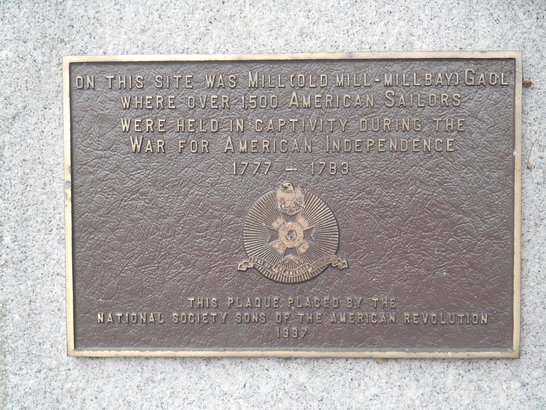 ON THIS SITE WAS MILL (OLD MILL-MILLBAY) GAOL
WHERE OVER 1500 AMERICAN SAILORS
WERE HELD IN CAPTIVITY DURING THE
WAR FOR AMERICAN INDEPENDENCE
1777 – 1783
THIS PLAQUE PLACED BY THE
NATIONAL SOCIETY SONS OF THE AMERICAN REVOLUTION
1997